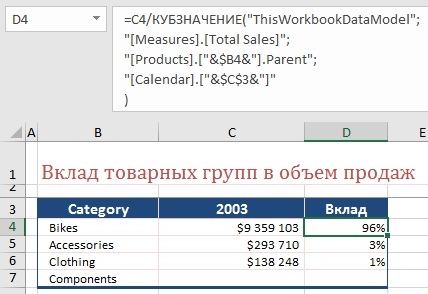 D4
=C4/КУБЗНАЧЕНИЕ("ThisWorkbookDataModel";
"[Measures].[Total Sales]";
"[Products].["&$B4&"].Parent";
"[Calendar].["&$C$3&"]"
)
A B C D E
1 Вклад товарных групп в объем продаж
2
3 Category 2003 Вклад
4 Bikes $9 359 103 96%
5 Accessories $293 710 3%
6 Clothing $138 248 1%
7 Components